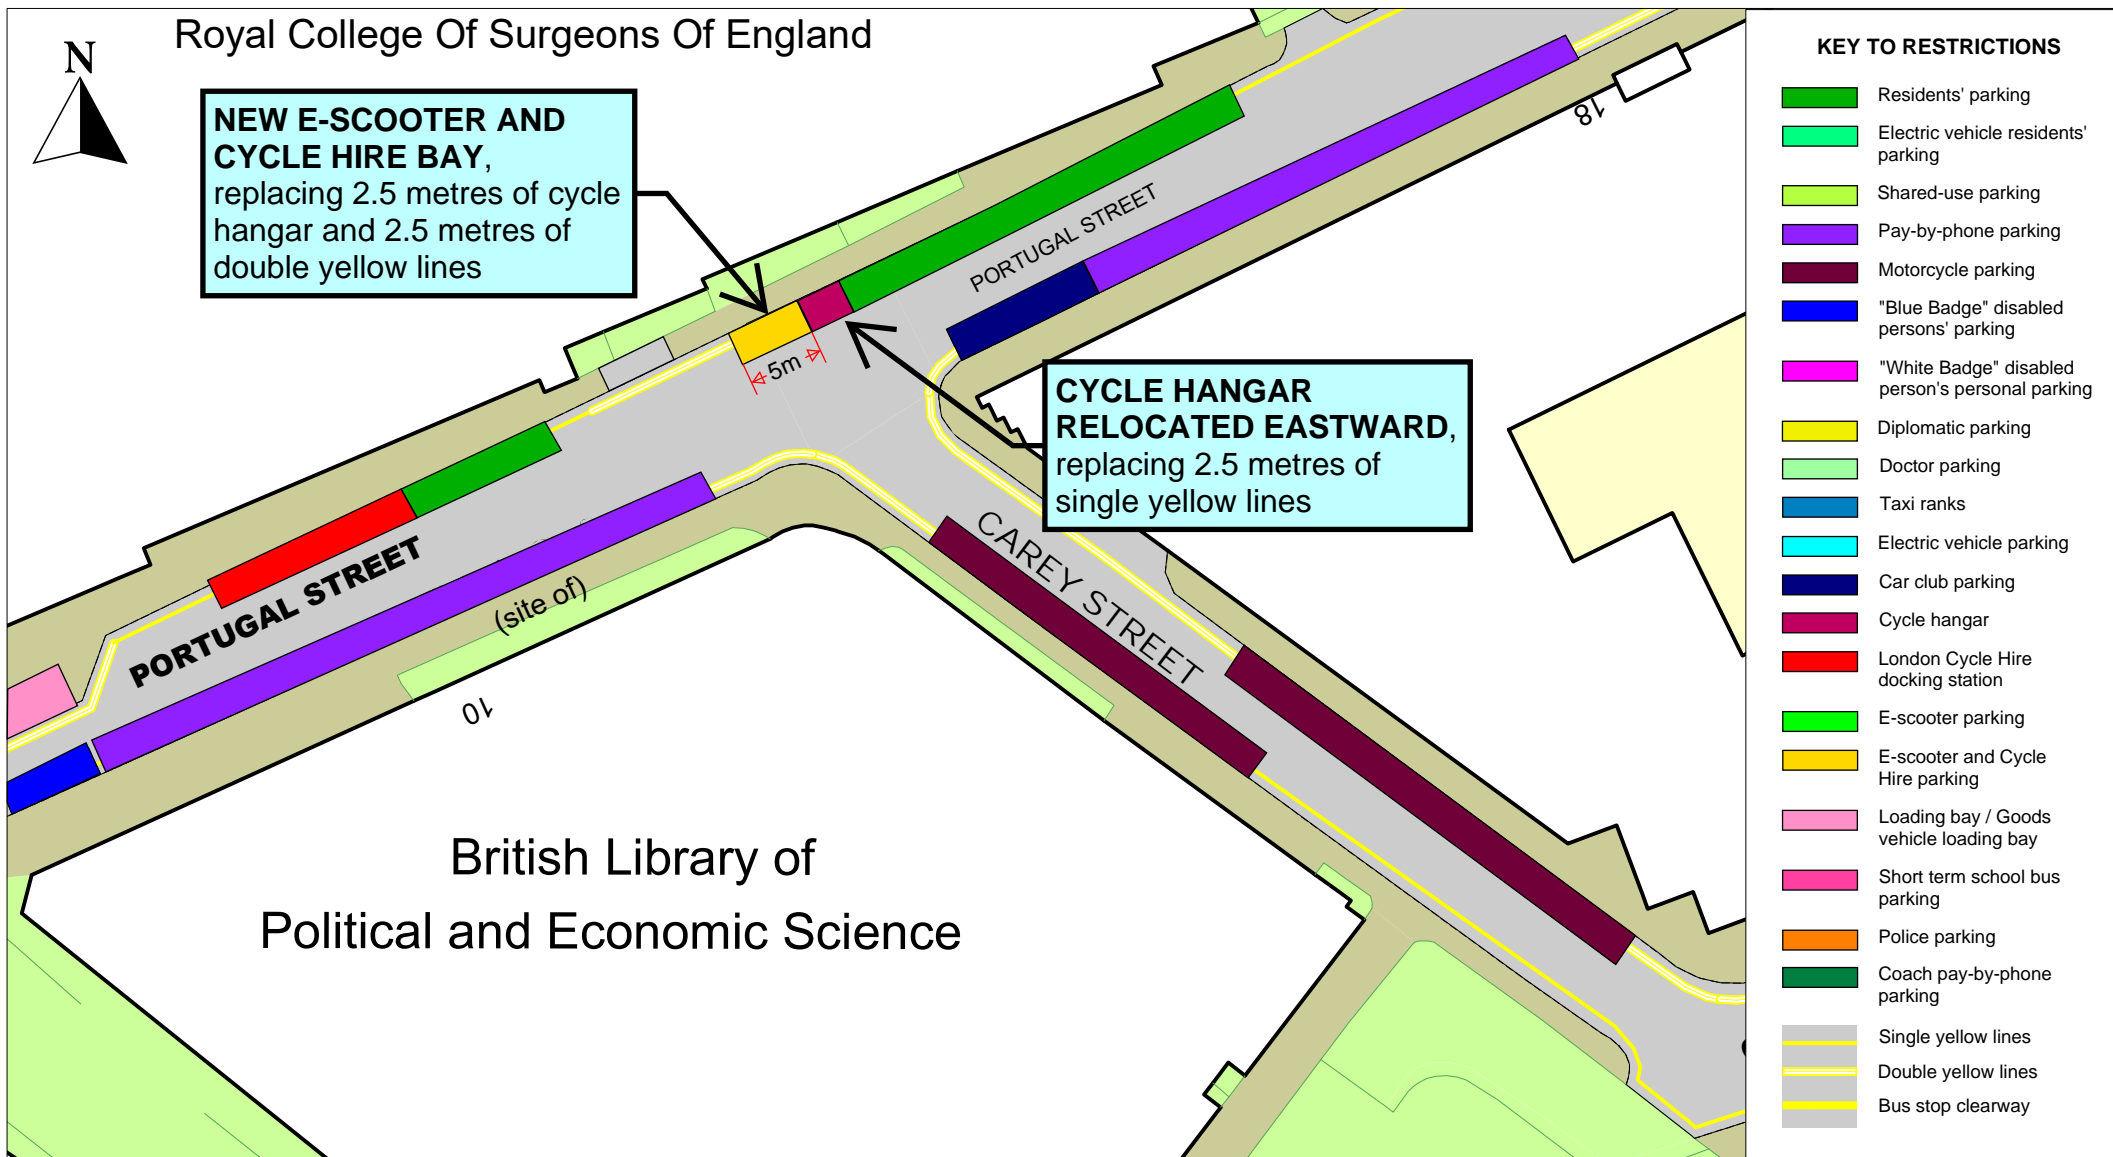 Royal College Of Surgeons Of England
N
NEW E-SCOOTER AND
CYCLE HIRE BAY,
replacing 2.5 metres of cycle
hangar and 2.5 metres of
double yellow lines
18
PORTUGAL STREET
5m
CYCLE HANGAR
RELOCATED EASTWARD,
replacing 2.5 metres of
single yellow lines
CAREY STREET
PORTUGAL STREET
(site of)
10
British Library of
Political and Economic Science
KEY TO RESTRICTIONS
Residents' parking
Electric vehicle residents'
parking
Shared-use parking
Pay-by-phone parking
Motorcycle parking
"Blue Badge" disabled
persons' parking
"White Badge" disabled
person's personal parking
Diplomatic parking
Doctor parking
Taxi ranks
Electric vehicle parking
Car club parking
Cycle hangar
London Cycle Hire
docking station
E-scooter parking
E-scooter and Cycle
Hire parking
Loading bay / Goods
vehicle loading bay
Short term school bus
parking
Police parking
Coach pay-by-phone
parking
Single yellow lines
Double yellow lines
Bus stop clearway